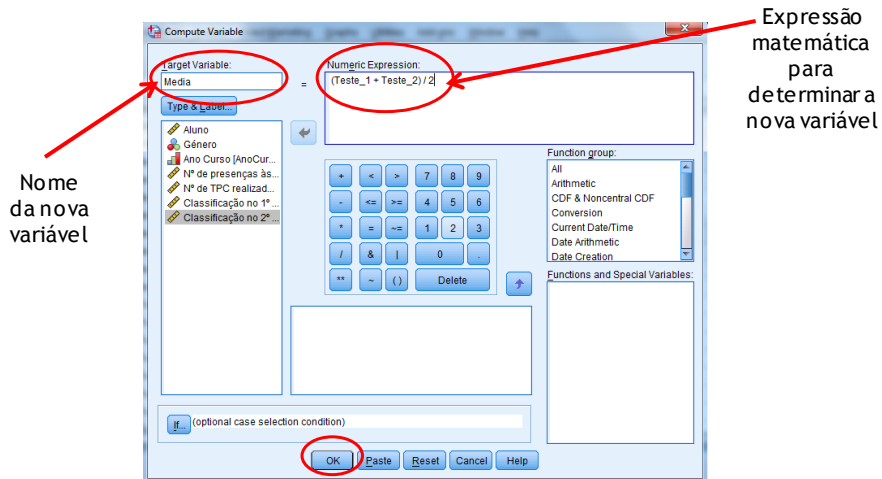 Compute Variable
Expressão
matemática
para
determinar a
nova variável
Nome
da nova
variável
Target Variable:
Media
=
Numeric Expression:
(Teste_1 + Teste_2) / 2
Type & Label...
Aluno
Género
Ano Curso [AnoCur...
Nº de presenças às...
Nº de TPC realizad...
Classificação no 1º ...
Classificação no 2º ...
+ < > 7 8 9
- <= >= 4 5 6
* = ~= 1 2 3
/ & | 0 .
** ~ ( ) Delete
Function group:
All
Arithmetic
CDF & Noncentral CDF
Conversion
Current Date/Time
Date Arithmetic
Date Creation
Functions and Special Variables:
If... (optional case selection condition)
OK Paste Reset Cancel Help